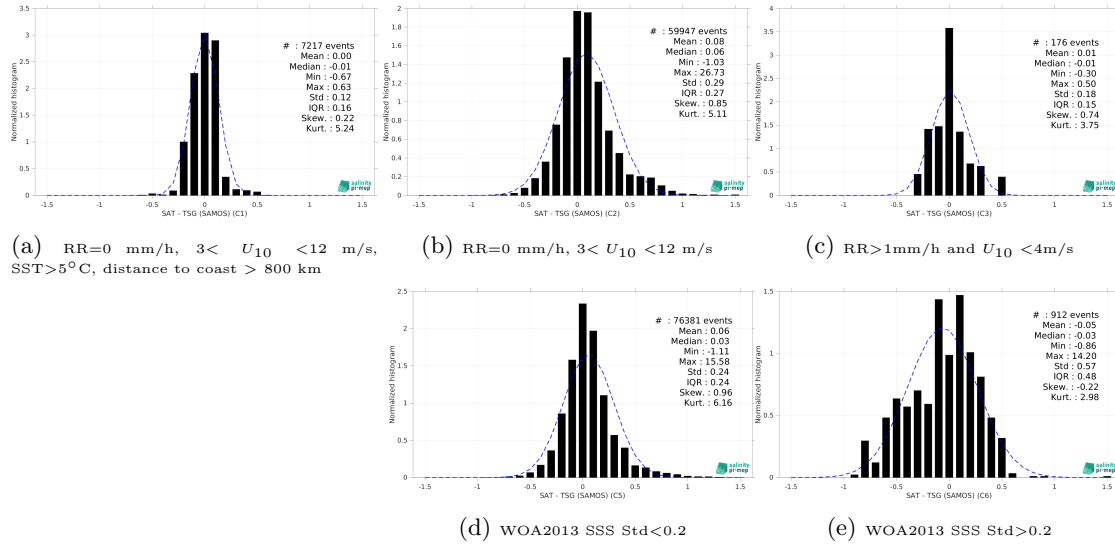 3.5
3
2.5
2
1.5
1
0.5
0
Normalized histogram
-1.5 -1 -0.5 0 0.5 1 1.5
SAT - TSG (SAMOS) (C1)
# : 7217 events
Mean : 0.00
Median : -0.01
Min : -0.67
Max : 0.63
Std : 0.12
IQR : 0.16
Skew. : 0.22
Kurt. : 5.24
salinity
pi-mep
(a) RR=0 mm/h, 3< U10 <12 m/s,
SST>5°C, distance to coast > 800 km
2
1.8
1.6
1.4
1.2
1
0.8
0.6
0.4
0.2
0
Normalized histogram
-1.5 -1 -0.5 0 0.5 1 1.5
SAT - TSG (SAMOS) (C2)
# : 59947 events
Mean : 0.08
Median : 0.06
Min : -1.03
Max : 26.73
Std : 0.29
IQR : 0.27
Skew. : 0.85
Kurt. : 5.11
salinity
pi-mep
(b) RR=0 mm/h, 3< U10 <12 m/s
4
3.5
3
2.5
2
1.5
1
0.5
0
Normalized histogram
-1.5 -1 -0.5 0 0.5 1 1.5
SAT - TSG (SAMOS) (C3)
# : 176 events
Mean : 0.01
Median : -0.01
Min : -0.30
Max : 0.50
Std : 0.18
IQR : 0.15
Skew. : 0.74
Kurt. : 3.75
salinity
pi-mep
(c) RR>1mm/h and U10 <4m/s
2.5
2
1.5
1
0.5
0
Normalized histogram
-1.5 -1 -0.5 0 0.5 1 1.5
SAT - TSG (SAMOS) (C5)
# : 76381 events
Mean : 0.06
Median : 0.03
Min : -1.11
Max : 15.58
Std : 0.24
IQR : 0.24
Skew. : 0.96
Kurt. : 6.16
salinity
pi-mep
(d) WOA2013 SSS Std<0.2
1.5
1
0.5
0
Normalized histogram
-1.5 -1 -0.5 0 0.5 1 1.5
SAT - TSG (SAMOS) (C6)
# : 912 events
Mean : -0.05
Median : -0.03
Min : -0.86
Max : 14.20
Std : 0.57
IQR : 0.48
Skew. : -0.22
Kurt. : 2.98
salinity
pi-mep
(e) WOA2013 SSS Std>0.2